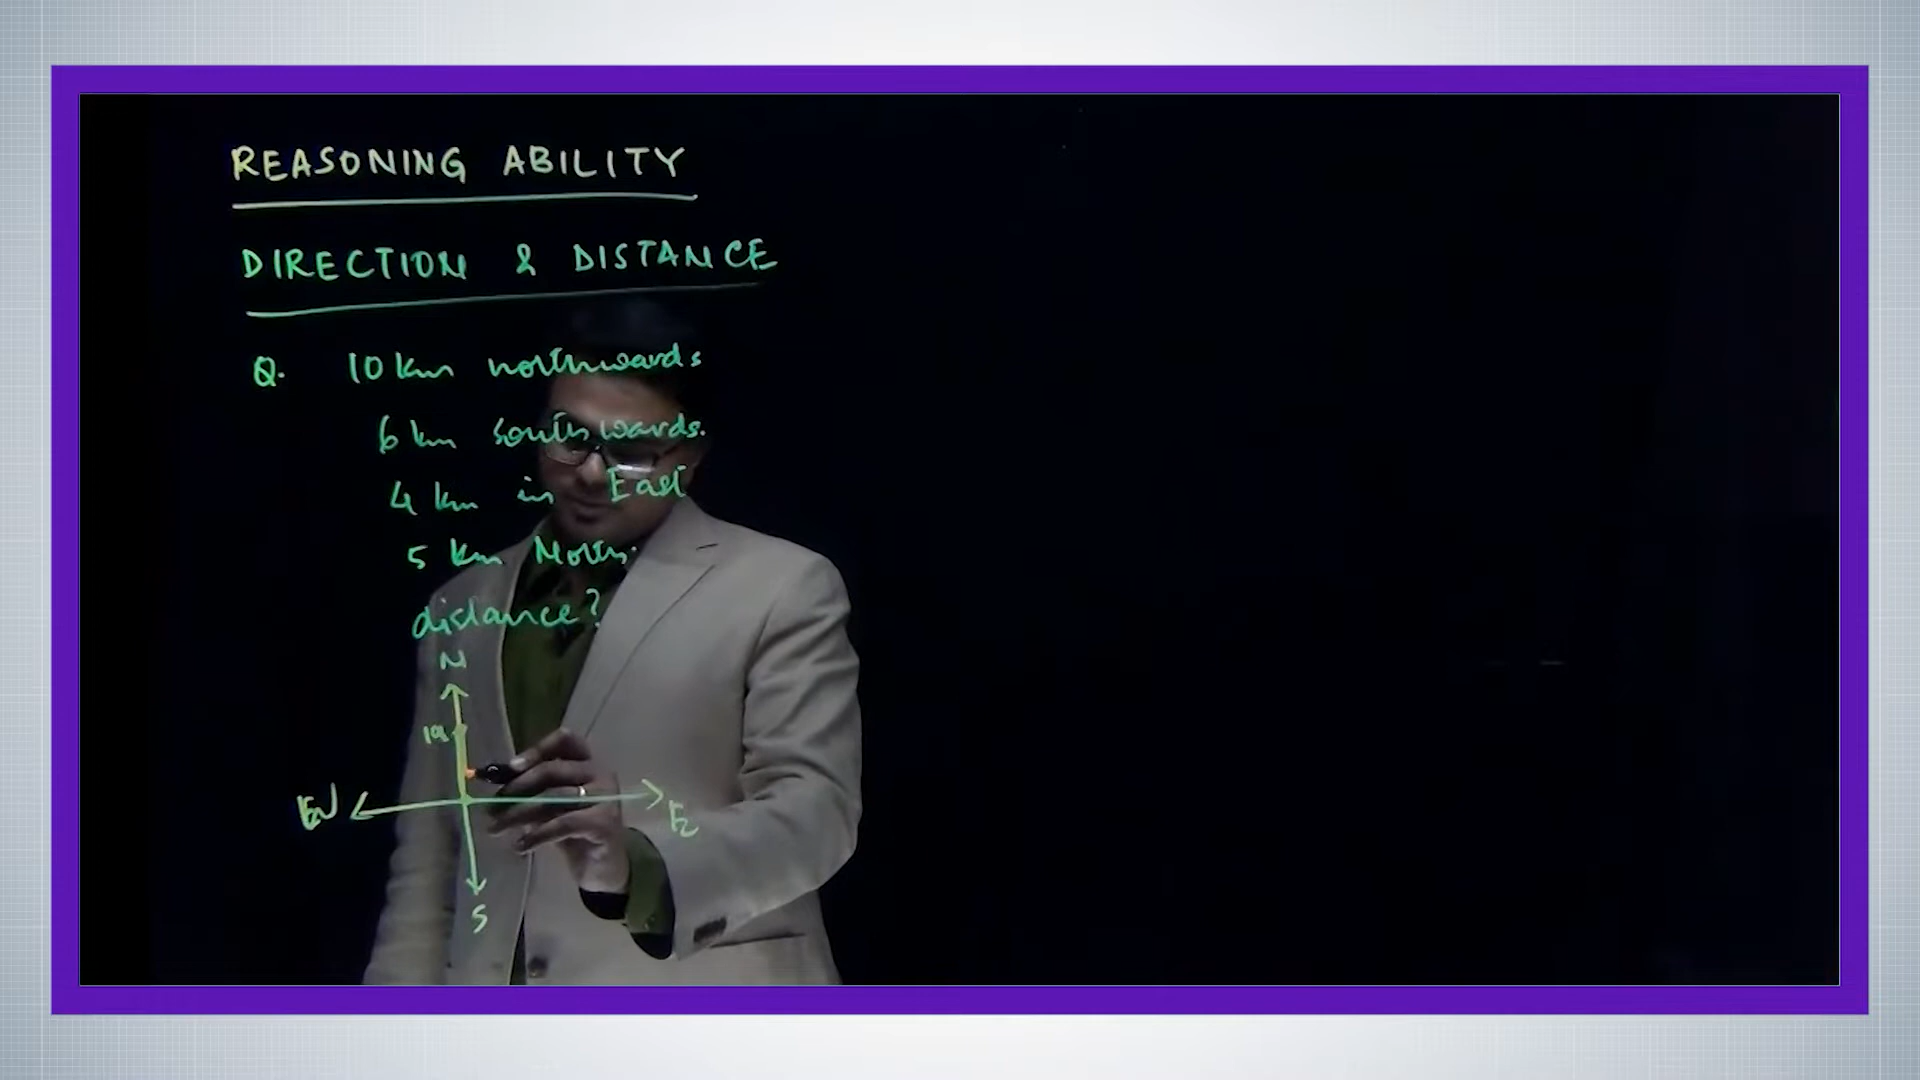 REASONING ABILITY
DIRECTION & DISTANCE
Q. 10 km northwards
6 km southwards.
4 km in East
5 km North.
distance?
N
10
W
E
S